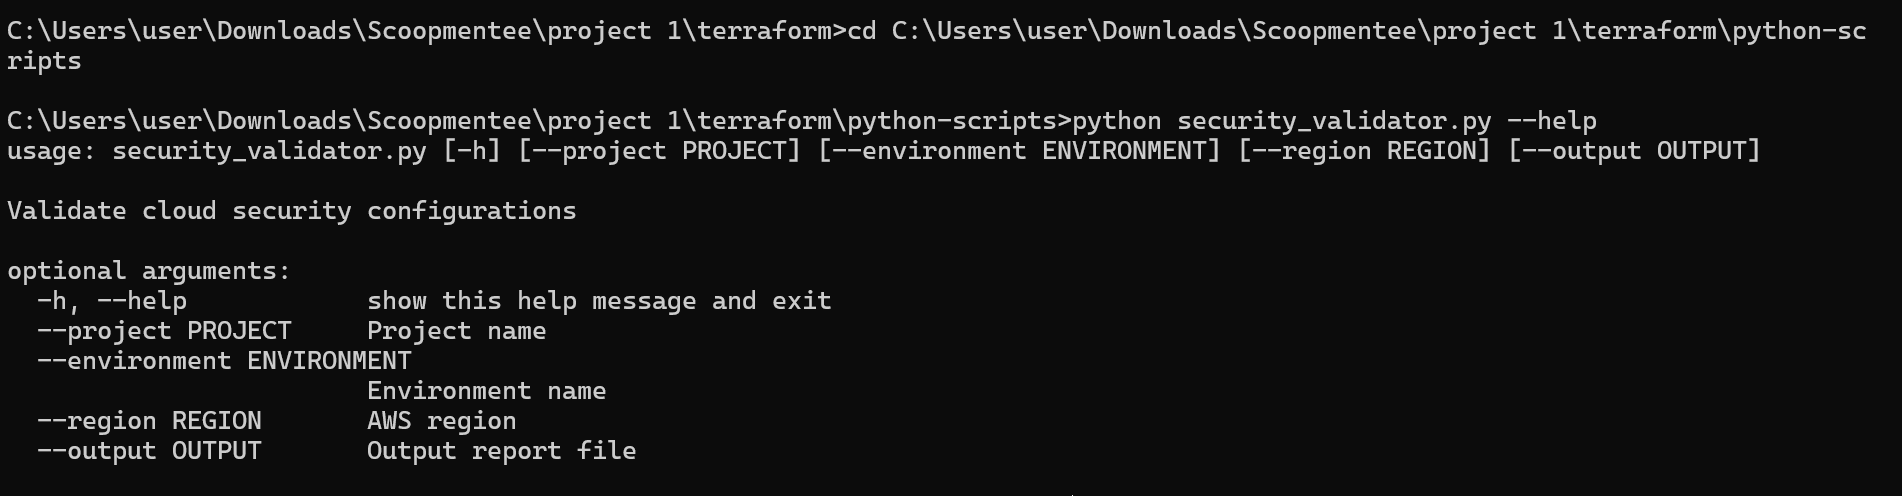 C:\Users\user\Downloads\Scoopmentee\project 1\terraform>cd C:\Users\user\Downloads\Scoopmentee\project 1\terraform\python-sc
ripts
C:\Users\user\Downloads\Scoopmentee\project 1\terraform\python-scripts>python security_validator.py --help
usage: security_validator.py [-h] [--project PROJECT] [--environment ENVIRONMENT] [--region REGION] [--output OUTPUT]
Validate cloud security configurations
optional arguments:
  -h, --help            show this help message and exit
  --project PROJECT     Project name
  --environment ENVIRONMENT
                        Environment name
  --region REGION       AWS region
  --output OUTPUT       Output report file